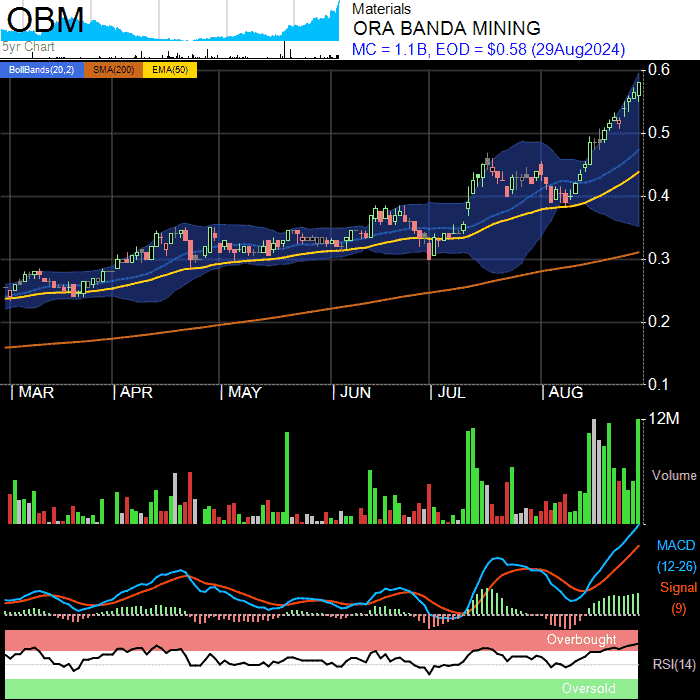 OBM
5yr Chart
Materials
ORA BANDA MINING
MC = 1.1B, EOD = $0.58 (29Aug2024)
BollBands(20,2) SMA(200) EMA(50)
0.6
0.5
0.4
0.3
0.2
0.1
MAR APR MAY JUN JUL AUG
12M
Volume
MACD
(12-26)
Signal
(9)
Overbought
RSI(14)
Oversold